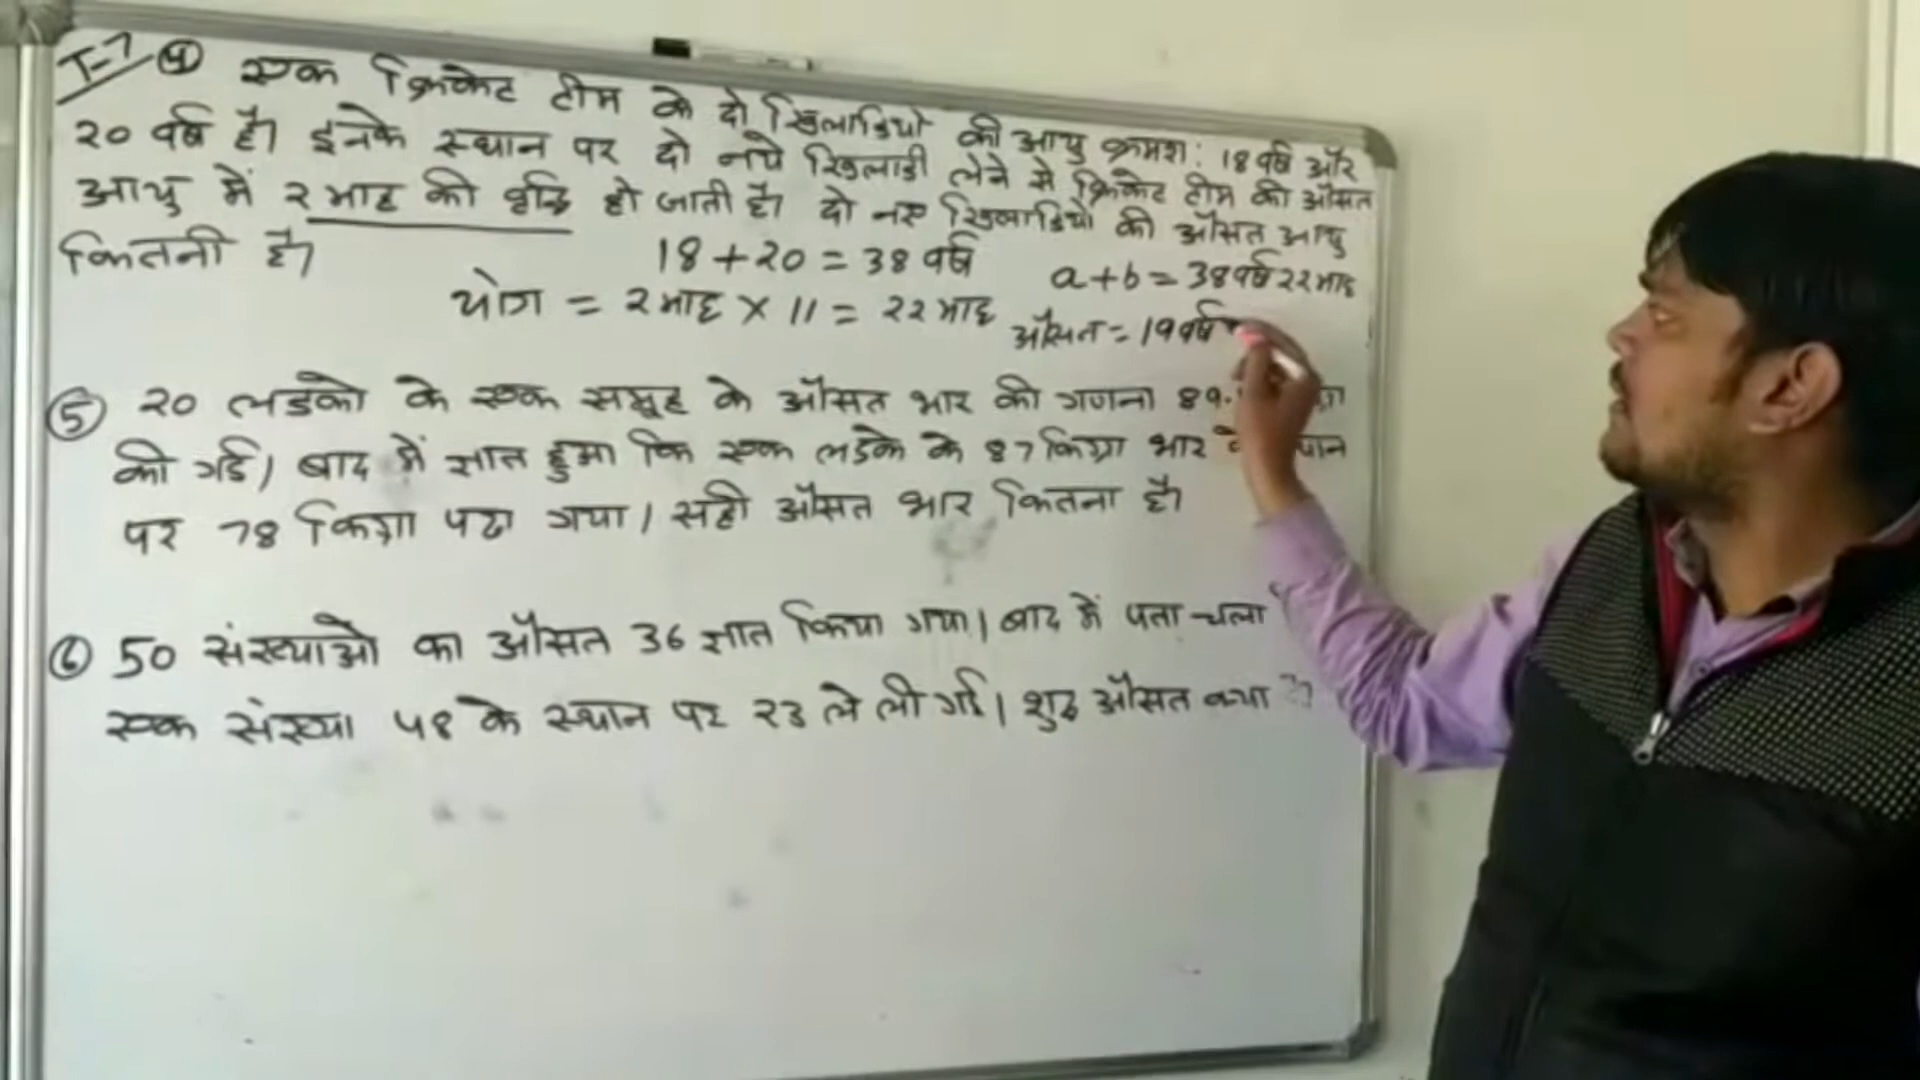 T-7 ④ एक क्रिकेट टीम के दो खिलाडियो की आयु क्रमश: 18 वर्ष और
20 वर्ष है। इनके स्थान पर दो नये खिलाडी लेने से क्रिकेट टीम की औसत
आयु में 2 माह की वृद्धि हो जाती है। दो नए खिलाडियो की औसत आयु
कितनी है।
18 + 20 = 38 वर्ष
a + b = 38 वर्ष 22 माह
योग = 2 माह × 11 = 22 माह
औसत = 19 वर्ष
⑤ 20 लडको के एक समूह के औसत भार की गणना
की गई। बाद में ज्ञात हुआ कि एक लडके के 87 किग्रा भार
पर 78 किग्रा पढा गया। सही औसत भार कितना है।
⑥ 50 संख्याओ का औसत 36 ज्ञात किया गया। बाद में पता चला
एक संख्या 48 के स्थान पर 23 ले ली गई। शुद्ध औसत क्या